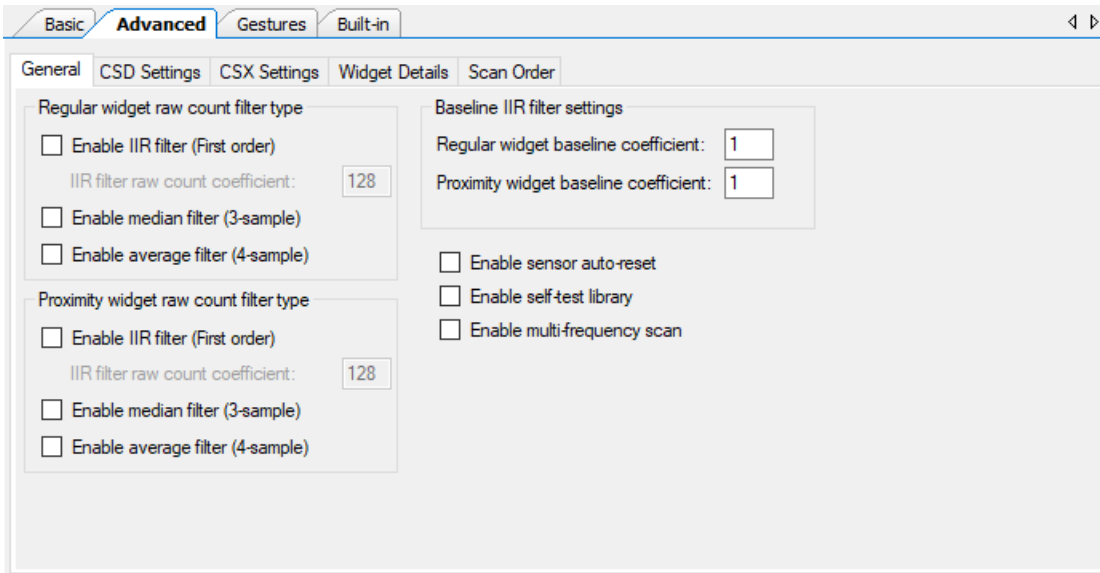 Basic Advanced Gestures Built-in
General CSD Settings CSX Settings Widget Details Scan Order
Regular widget raw count filter type
Enable IIR filter (First order)
IIR filter raw count coefficient: 128
Enable median filter (3-sample)
Enable average filter (4-sample)
Proximity widget raw count filter type
Enable IIR filter (First order)
IIR filter raw count coefficient: 128
Enable median filter (3-sample)
Enable average filter (4-sample)
Baseline IIR filter settings
Regular widget baseline coefficient: 1
Proximity widget baseline coefficient: 1
Enable sensor auto-reset
Enable self-test library
Enable multi-frequency scan